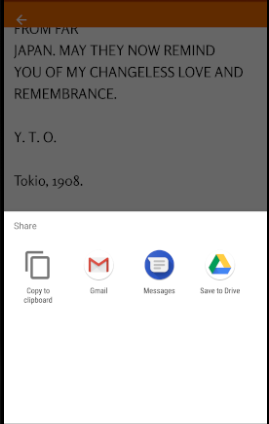 FROM FAR
JAPAN. MAY THEY NOW REMIND
YOU OF MY CHANGELESS LOVE AND
REMEMBRANCE.
Y. T. O.
Tokio, 1908.
Share
Copy to
clipboard
Gmail
Messages
Save to Drive